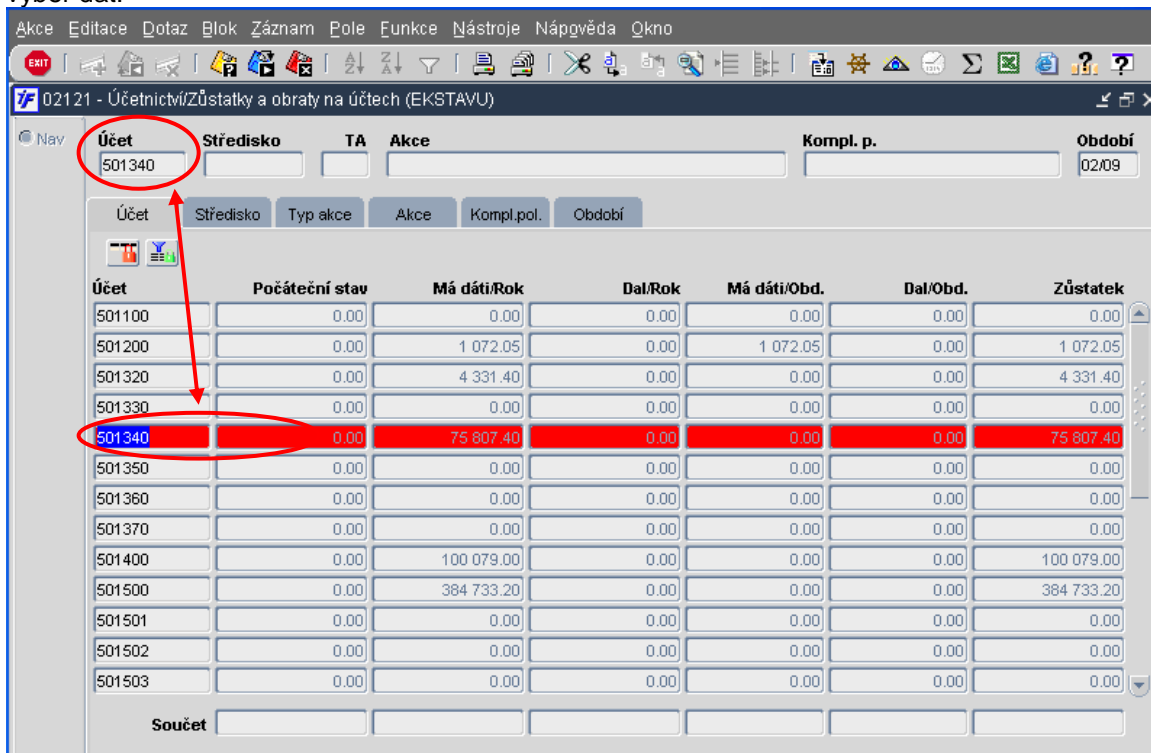 Výběr dat:
Akce Editace Dotaz Blok Záznam Pole Funkce Nástroje Nápověda Okno
EXIT
02121 - Účetnictví/Zůstatky a obraty na účtech (EKSTAVU)
Nav Účet Středisko TA Akce Kompl. p. Období
501340 02/09
Účet Středisko Typ akce Akce Kompl.pol. Období
Účet Počáteční stav Má dáti/Rok Dal/Rok Má dáti/Obd. Dal/Obd. Zůstatek
501100 0.00 0.00 0.00 0.00 0.00 0.00
501200 0.00 1 072.05 0.00 1 072.05 0.00 1 072.05
501320 0.00 4 331.40 0.00 0.00 0.00 4 331.40
501330 0.00 0.00 0.00 0.00 0.00 0.00
501340 0.00 75 807.40 0.00 0.00 0.00 75 807.40
501350 0.00 0.00 0.00 0.00 0.00 0.00
501360 0.00 0.00 0.00 0.00 0.00 0.00
501370 0.00 0.00 0.00 0.00 0.00 0.00
501400 0.00 100 079.00 0.00 0.00 0.00 100 079.00
501500 0.00 384 733.20 0.00 0.00 0.00 384 733.20
501501 0.00 0.00 0.00 0.00 0.00 0.00
501502 0.00 0.00 0.00 0.00 0.00 0.00
501503 0.00 0.00 0.00 0.00 0.00 0.00
Součet